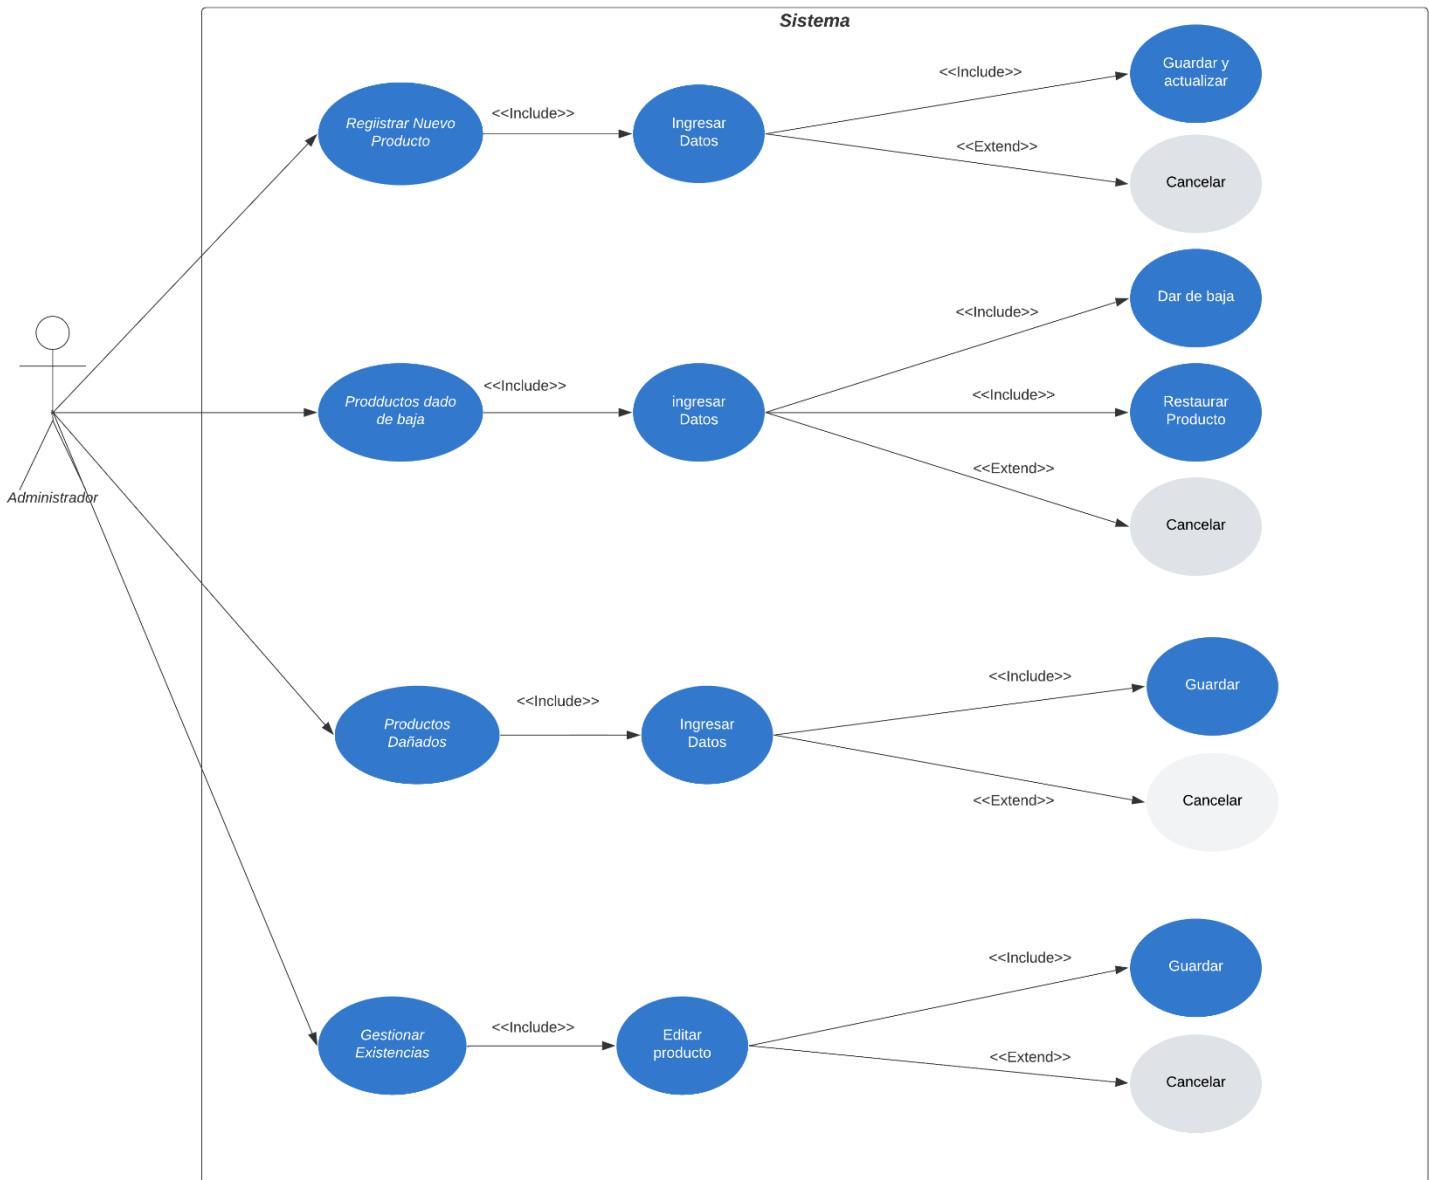 Sistema
Regiistrar Nuevo
Producto
<<Include>>
Ingresar
Datos
<<Include>>
Guardar y
actualizar
<<Extend>>
Cancelar
Administrador
Prodductos dado
de baja
<<Include>>
ingresar
Datos
<<Include>>
Dar de baja
<<Include>>
Restaurar
Producto
<<Extend>>
Cancelar
Productos
Dañados
<<Include>>
Ingresar
Datos
<<Include>>
Guardar
<<Extend>>
Cancelar
Gestionar
Existencias
<<Include>>
Editar
producto
<<Include>>
Guardar
<<Extend>>
Cancelar